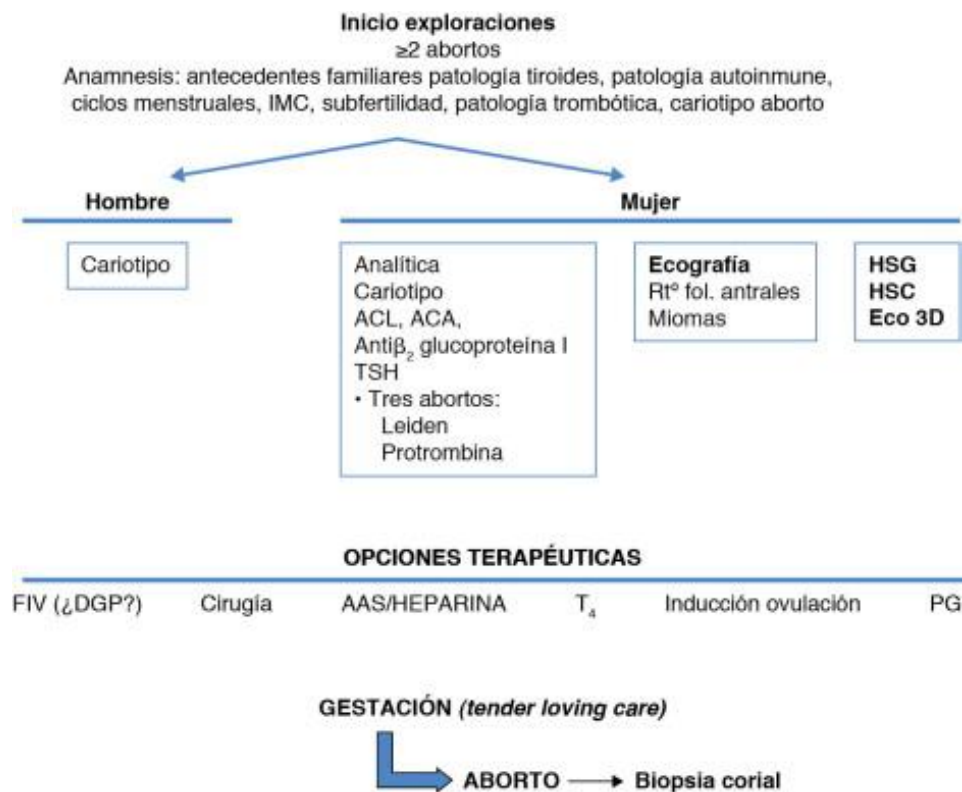 Inicio exploraciones
≥2 abortos
Anamnesis: antecedentes familiares patología tiroides, patología autoinmune,
ciclos menstruales, IMC, subfertilidad, patología trombótica, cariotipo aborto
Hombre
Mujer
Cariotipo
Analítica
Cariotipo
ACL, ACA,
Antiβ₂ glucoproteína I
TSH
• Tres abortos:
Leiden
Protrombina
Ecografía
Rtº fol. antrales
Miomas
HSG
HSC
Eco 3D
OPCIONES TERAPÉUTICAS
FIV (¿DGP?) Cirugía AAS/HEPARINA T₄ Inducción ovulación PG
GESTACIÓN (tender loving care)
ABORTO → Biopsia corial